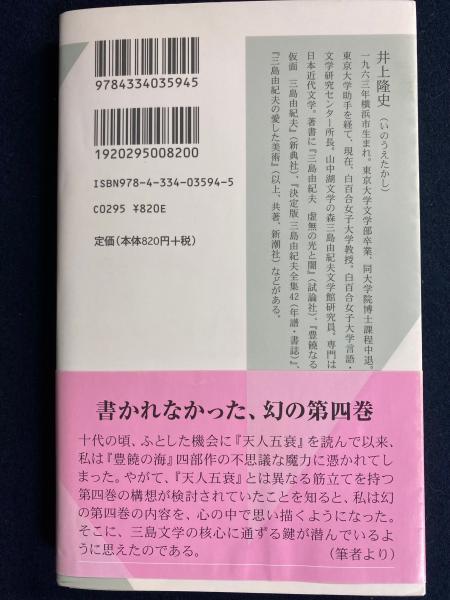 9784334035945
1920295008200
ISBN978-4-334-03594-5
C0295 ¥820E
定価(本体820円+税)
井上隆史(いのうえたかし)
一九六三年横浜市生まれ。東京大学文学部卒業、同大学院博士課程中退。
東京大学助手を経て、現在、白百合女子大学教授。白百合女子大学言語・
文学研究センター所長。山中湖文学の森三島由紀夫文学館研究員。専門は
日本近代文学。著書に『三島由紀夫 虚無の光と闇』(試論社)、『豊饒なる
仮面 三島由紀夫』(新典社)、『決定版 三島由紀夫全集42(年譜・書誌)』、
『三島由紀夫の愛した美術』(以上、共著、新潮社)などがある。
書かれなかった、幻の第四巻
十代の頃、ふとした機会に『天人五衰』を読んで以来、
私は『豊饒の海』四部作の不思議な魔力に憑かれてし
まった。やがて、『天人五衰』とは異なる筋立てを持つ
第四巻の構想が検討されていたことを知ると、私は幻
の第四巻の内容を、心の中で思い描くようになった。
そこに、三島文学の核心に通ずる鍵が潜んでいるよ
うに思えたのである。 (筆者より)